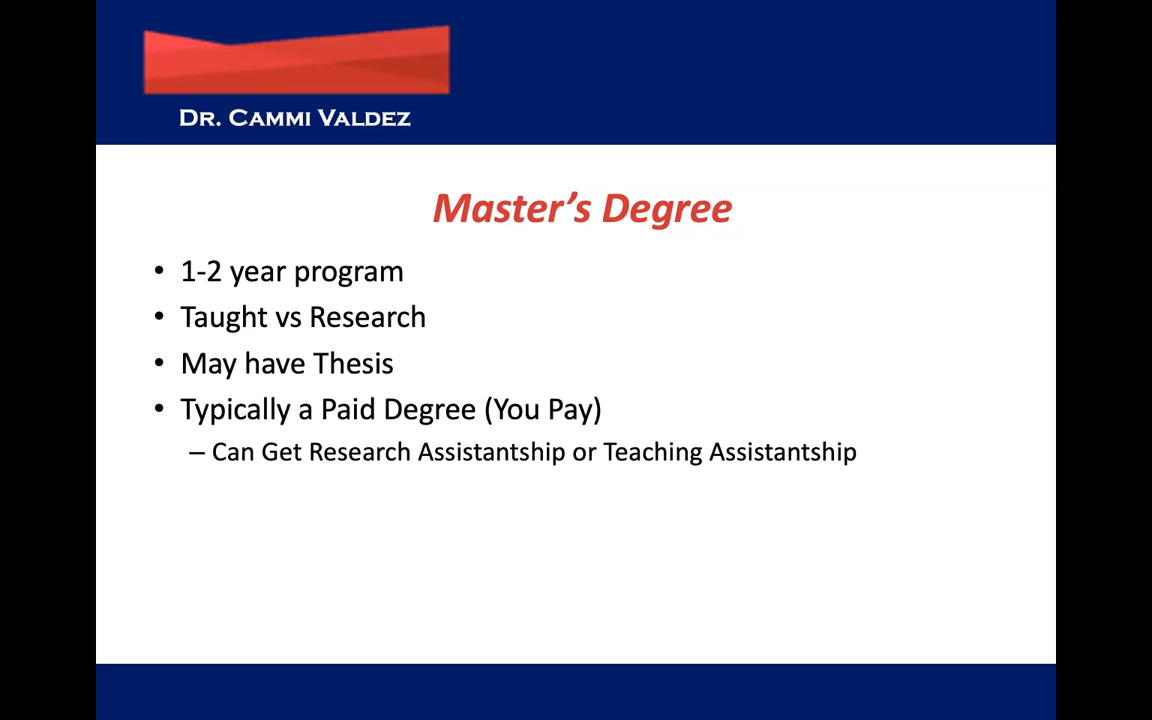 DR. CAMMI VALDEZ
Master's Degree
• 1-2 year program
• Taught vs Research
• May have Thesis
• Typically a Paid Degree (You Pay)
– Can Get Research Assistantship or Teaching Assistantship